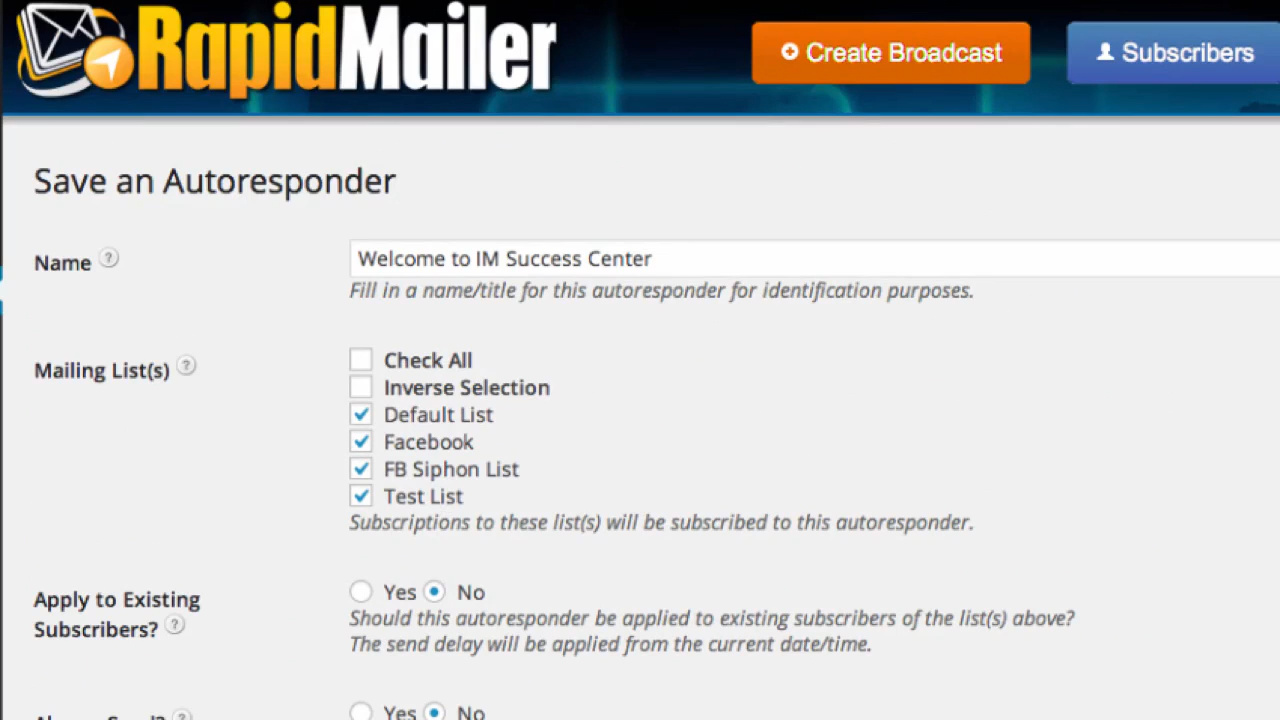 RapidMailer
Create Broadcast
Subscribers
Save an Autoresponder
Name ?
Welcome to IM Success Center
Fill in a name/title for this autoresponder for identification purposes.
Mailing List(s) ?
Check All
Inverse Selection
Default List
Facebook
FB Siphon List
Test List
Subscriptions to these list(s) will be subscribed to this autoresponder.
Apply to Existing
Subscribers? ?
Yes No
Should this autoresponder be applied to existing subscribers of the list(s) above?
The send delay will be applied from the current date/time.
Yes No